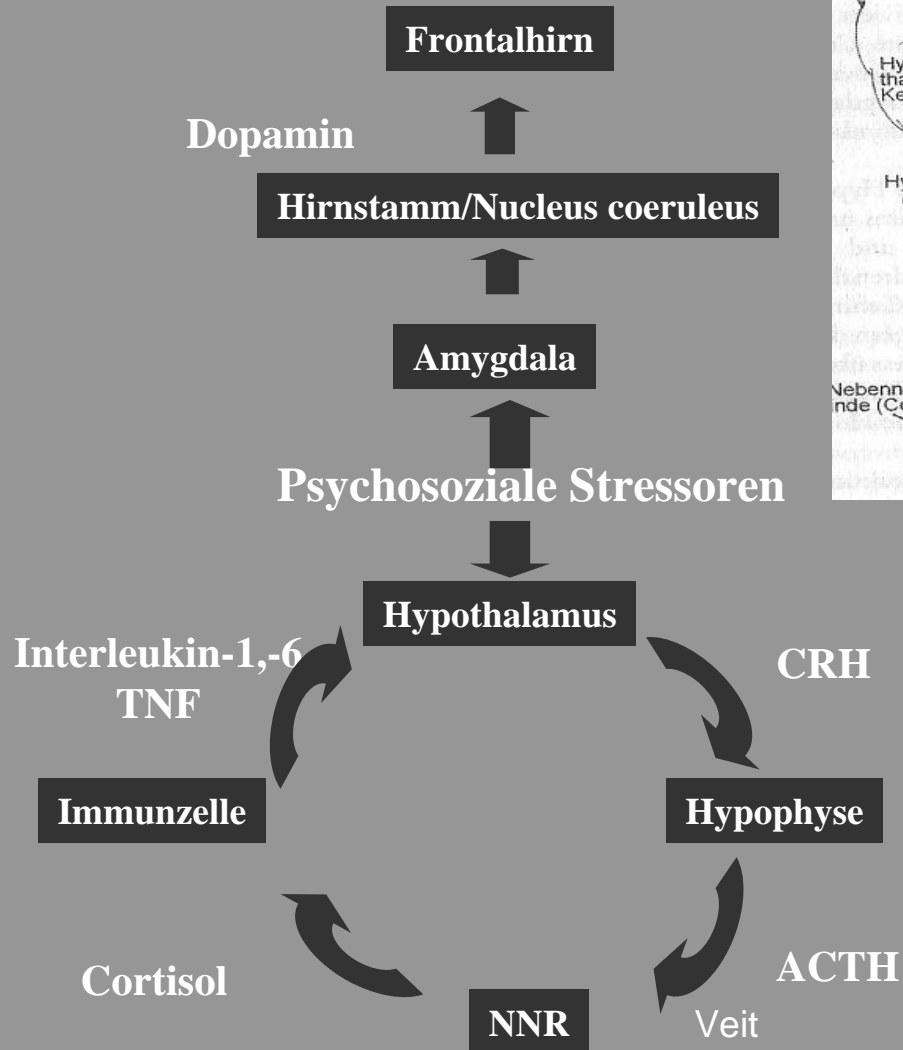 Frontalhirn
Dopamin
Hirnstamm/Nucleus coeruleus
Amygdala
Psychosoziale Stressoren
Hypothalamus
Interleukin-1,-6
TNF
CRH
Immunzelle
Hypophyse
Cortisol
ACTH
NNR
Veit